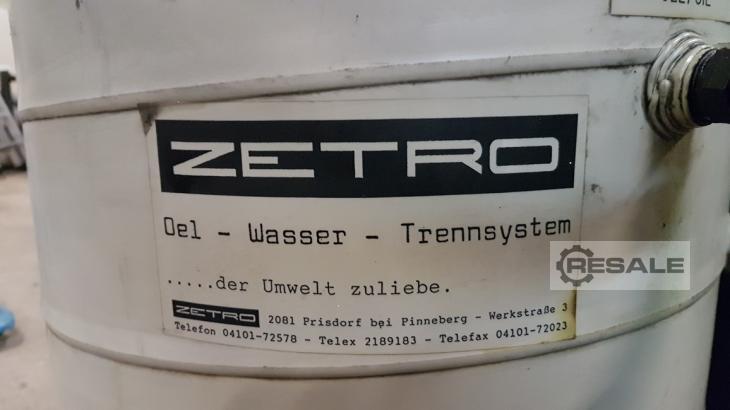 ZETRO
Oel - Wasser - Trennsystem
.....der Umwelt zuliebe.
RESALE
ZETRO 2081 Prisdorf bei Pinneberg - Werkstraße 3
Telefon 04101-72578 - Telex 2189183 - Telefax 04101-72023